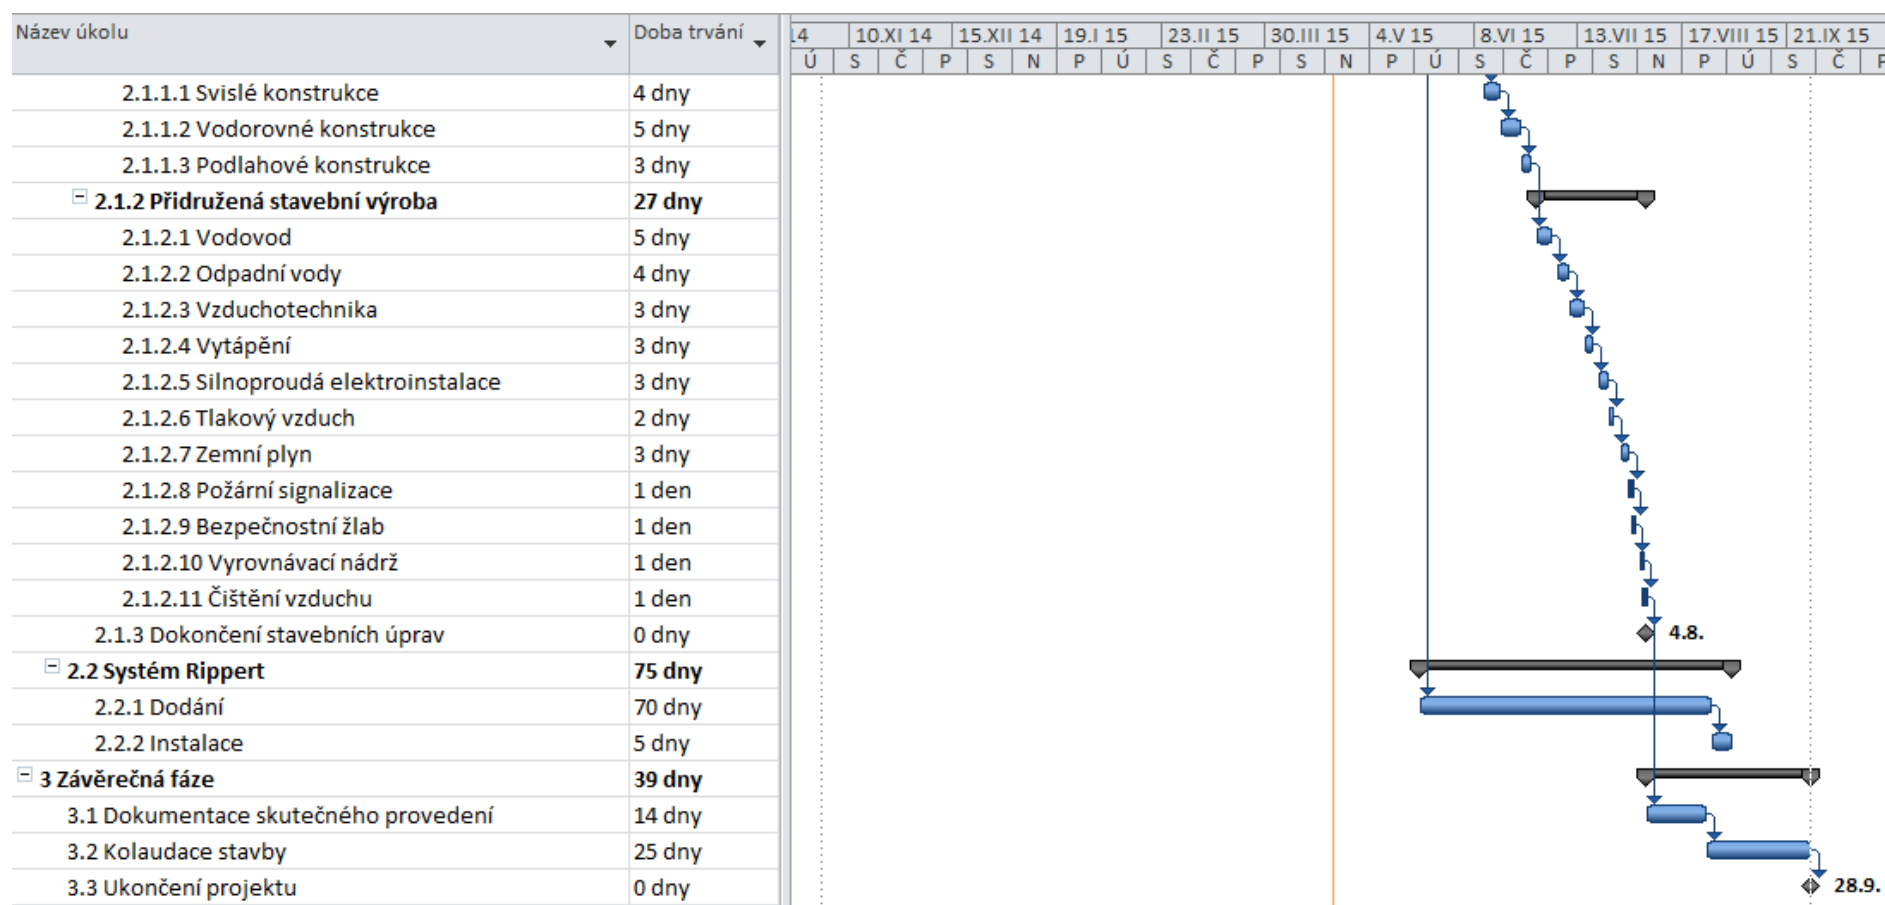 Název úkolu Doba trvání 14 10.XI 14 15.XII 14 19.I 15 23.II 15 30.III 15 4.V 15 8.VI 15 13.VII 15 17.VIII 15 21.IX 15
Ú S Č P S N P Ú S Č P S N P Ú S Č P S N P Ú S Č P
2.1.1.1 Svislé konstrukce 4 dny
2.1.1.2 Vodorovné konstrukce 5 dny
2.1.1.3 Podlahové konstrukce 3 dny
2.1.2 Přidružená stavební výroba 27 dny
2.1.2.1 Vodovod 5 dny
2.1.2.2 Odpadní vody 4 dny
2.1.2.3 Vzduchotechnika 3 dny
2.1.2.4 Vytápění 3 dny
2.1.2.5 Silnoproudá elektroinstalace 3 dny
2.1.2.6 Tlakový vzduch 2 dny
2.1.2.7 Zemní plyn 3 dny
2.1.2.8 Požární signalizace 1 den
2.1.2.9 Bezpečnostní žlab 1 den
2.1.2.10 Vyrovnávací nádrž 1 den
2.1.2.11 Čištění vzduchu 1 den
2.1.3 Dokončení stavebních úprav 0 dny 4.8.
2.2 Systém Rippert 75 dny
2.2.1 Dodání 70 dny
2.2.2 Instalace 5 dny
3 Závěrečná fáze 39 dny
3.1 Dokumentace skutečného provedení 14 dny
3.2 Kolaudace stavby 25 dny
3.3 Ukončení projektu 0 dny 28.9.